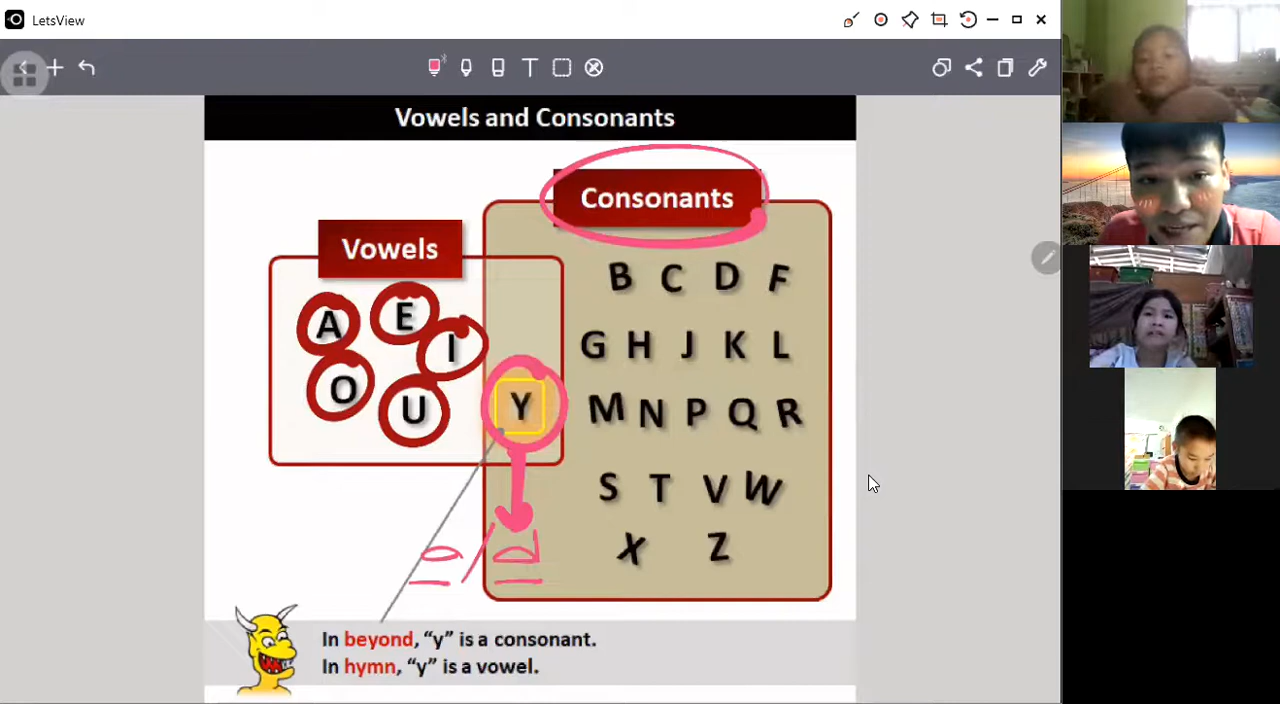 LetsView
T
Vowels and Consonants
Consonants
Vowels
B C D F
A E I
G H J K L
O U Y
M N P Q R
S T V W
X Z
In beyond, “y” is a consonant.
In hymn, “y” is a vowel.